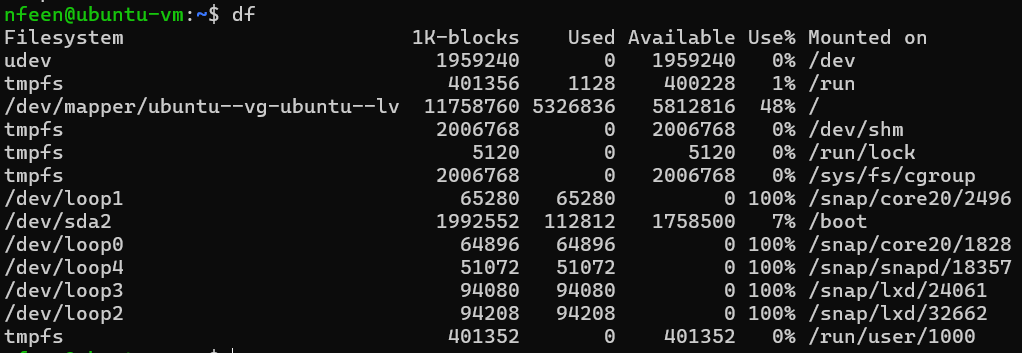 nfeen@ubuntu-vm:~$ df
Filesystem                        1K-blocks    Used Available Use% Mounted on
udev                                1959240       0   1959240   0% /dev
tmpfs                                401356    1128    400228   1% /run
/dev/mapper/ubuntu--vg-ubuntu--lv  11758760 5326836   5812816  48% /
tmpfs                               2006768       0   2006768   0% /dev/shm
tmpfs                                  5120       0      5120   0% /run/lock
tmpfs                               2006768       0   2006768   0% /sys/fs/cgroup
/dev/loop1                            65280   65280         0 100% /snap/core20/2496
/dev/sda2                           1992552  112812   1758500   7% /boot
/dev/loop0                            64896   64896         0 100% /snap/core20/1828
/dev/loop4                            51072   51072         0 100% /snap/snapd/18357
/dev/loop3                            94080   94080         0 100% /snap/lxd/24061
/dev/loop2                            94208   94208         0 100% /snap/lxd/32662
tmpfs                                401352       0    401352   0% /run/user/1000